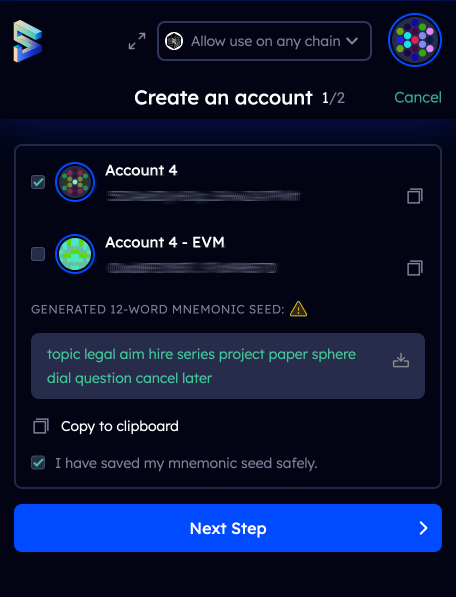 Allow use on any chain
Create an account 1/2 Cancel
Account 4
Account 4 - EVM
GENERATED 12-WORD MNEMONIC SEED:
topic legal aim hire series project paper sphere
dial question cancel later
Copy to clipboard
I have saved my mnemonic seed safely.
Next Step